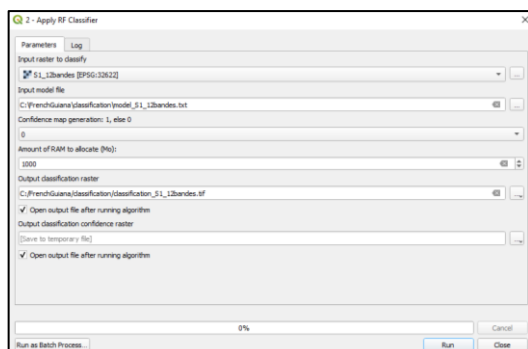 2 - Apply RF Classifier
Parameters Log
Input raster to classify
S1_12bandes [EPSG:32622]
Input model file
C:\FrenchGuiana\classification\model_S1_12bandes.txt
Confidence map generation: 1, else 0
0
Amount of RAM to allocate (Mo):
1000
Output classification raster
C:/FrenchGuiana/classification/classification_S1_12bandes.tif
Open output file after running algorithm
Output classification confidence raster
[Save to temporary file]
Open output file after running algorithm
0%
Cancel
Run as Batch Process...
Run
Close